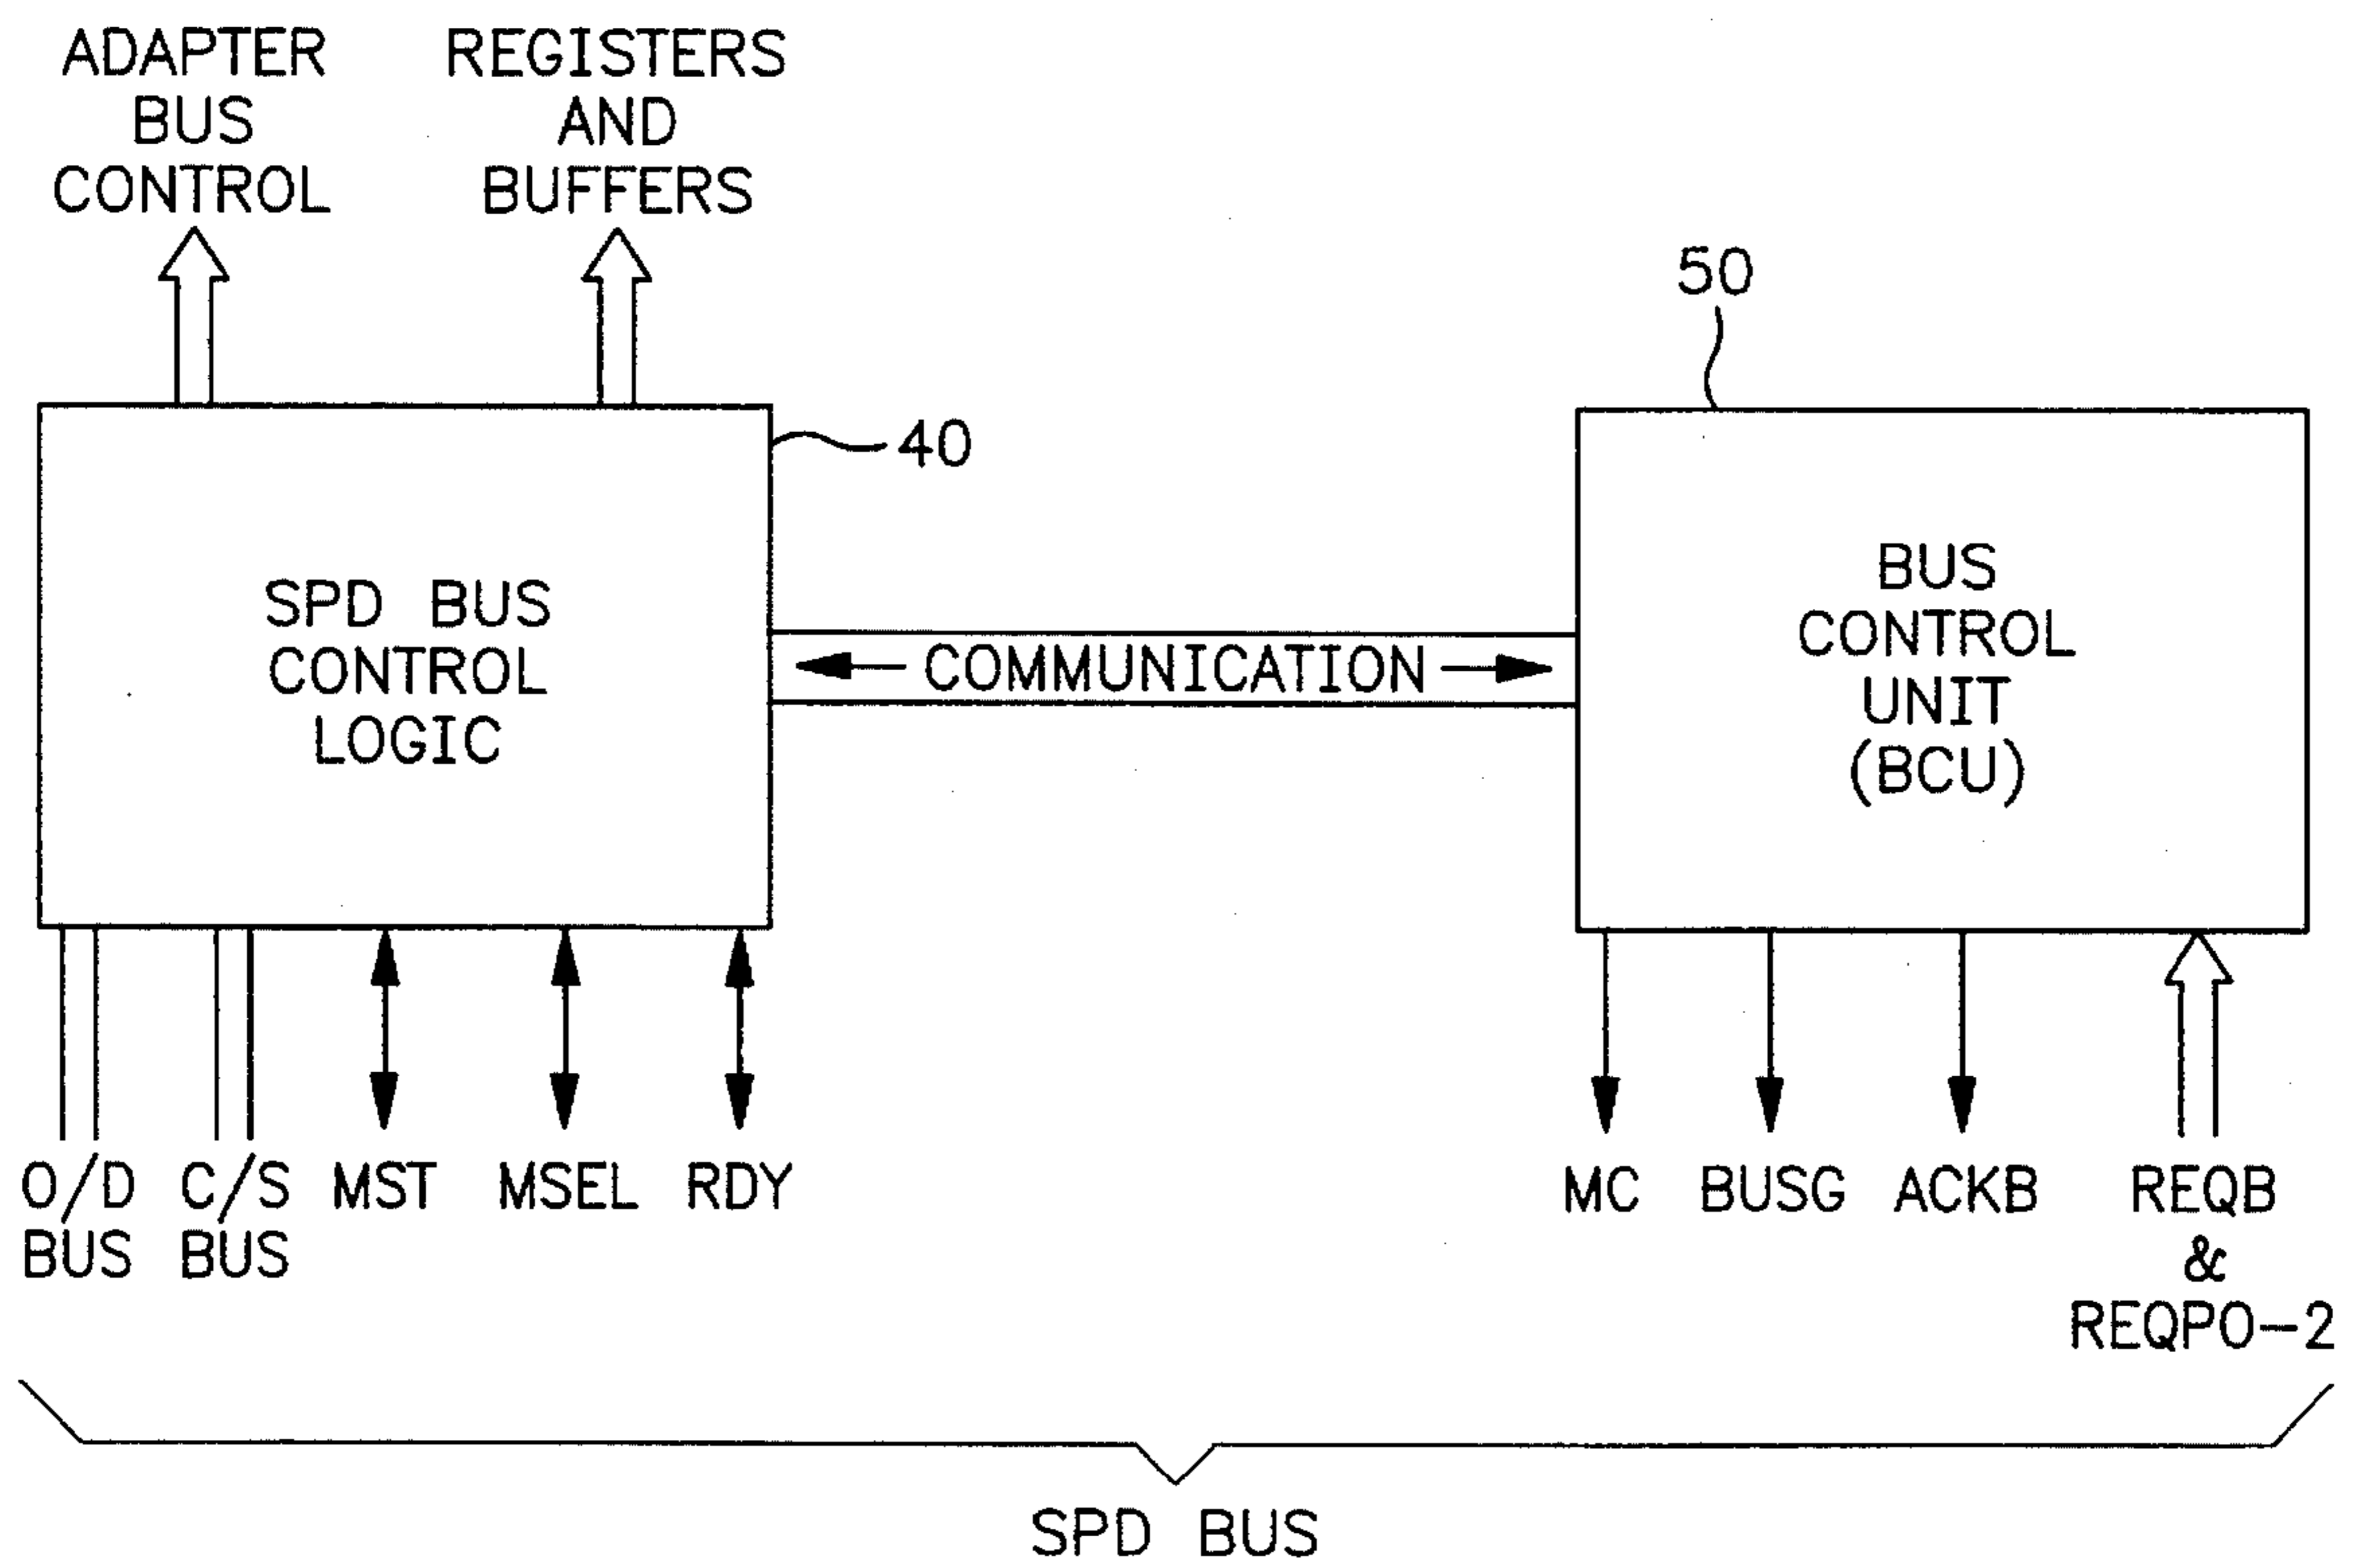 ADAPTER
BUS
CONTROL
REGISTERS
AND
BUFFERS
50
40
SPD BUS
CONTROL
LOGIC
COMMUNICATION
BUS
CONTROL
UNIT
(BCU)
O/D
BUS
C/S
BUS
MST
MSEL
RDY
MC
BUSG
ACKB
REQB
&
REQPO-2
SPD BUS